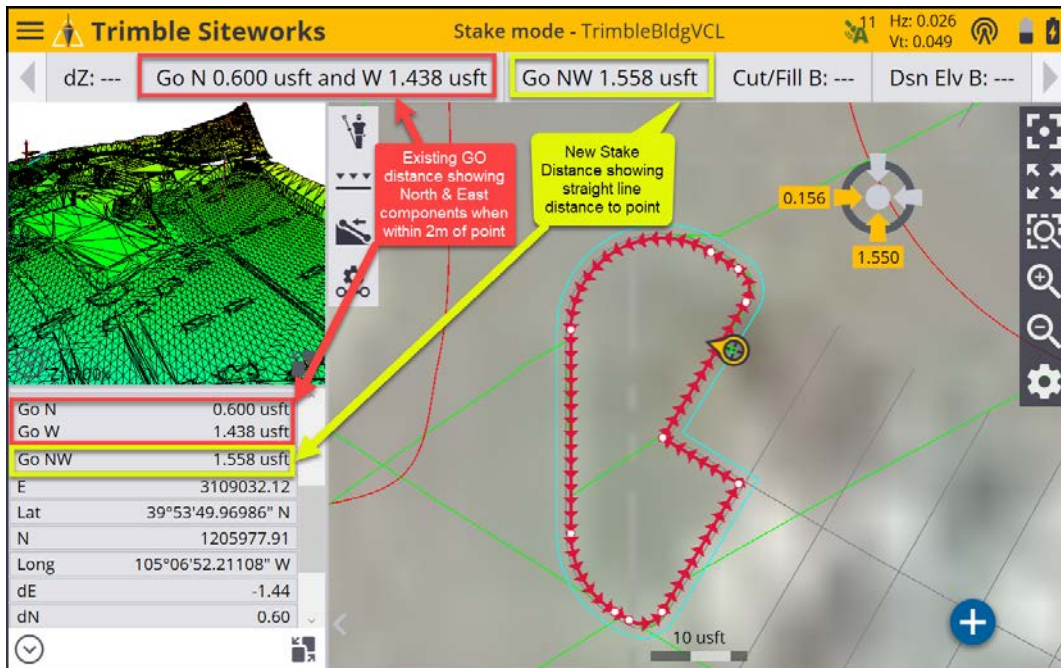 Trimble Siteworks
Stake mode - TrimbleBldgVCL
11
Hz: 0.026
Vt: 0.049
dZ: ---
Go N 0.600 usft and W 1.438 usft
Go NW 1.558 usft
Cut/Fill B: ---
Dsn Elv B: ---
Existing GO
distance showing
North & East
components when
within 2m of point
New Stake
Distance showing
straight line
distance to point
0.156
1.550
Go N 0.600 usft
Go W 1.438 usft
Go NW 1.558 usft
E 3109032.12
Lat 39°53'49.96986" N
N 1205977.91
Long 105°06'52.21108" W
dE -1.44
dN 0.60
10 usft